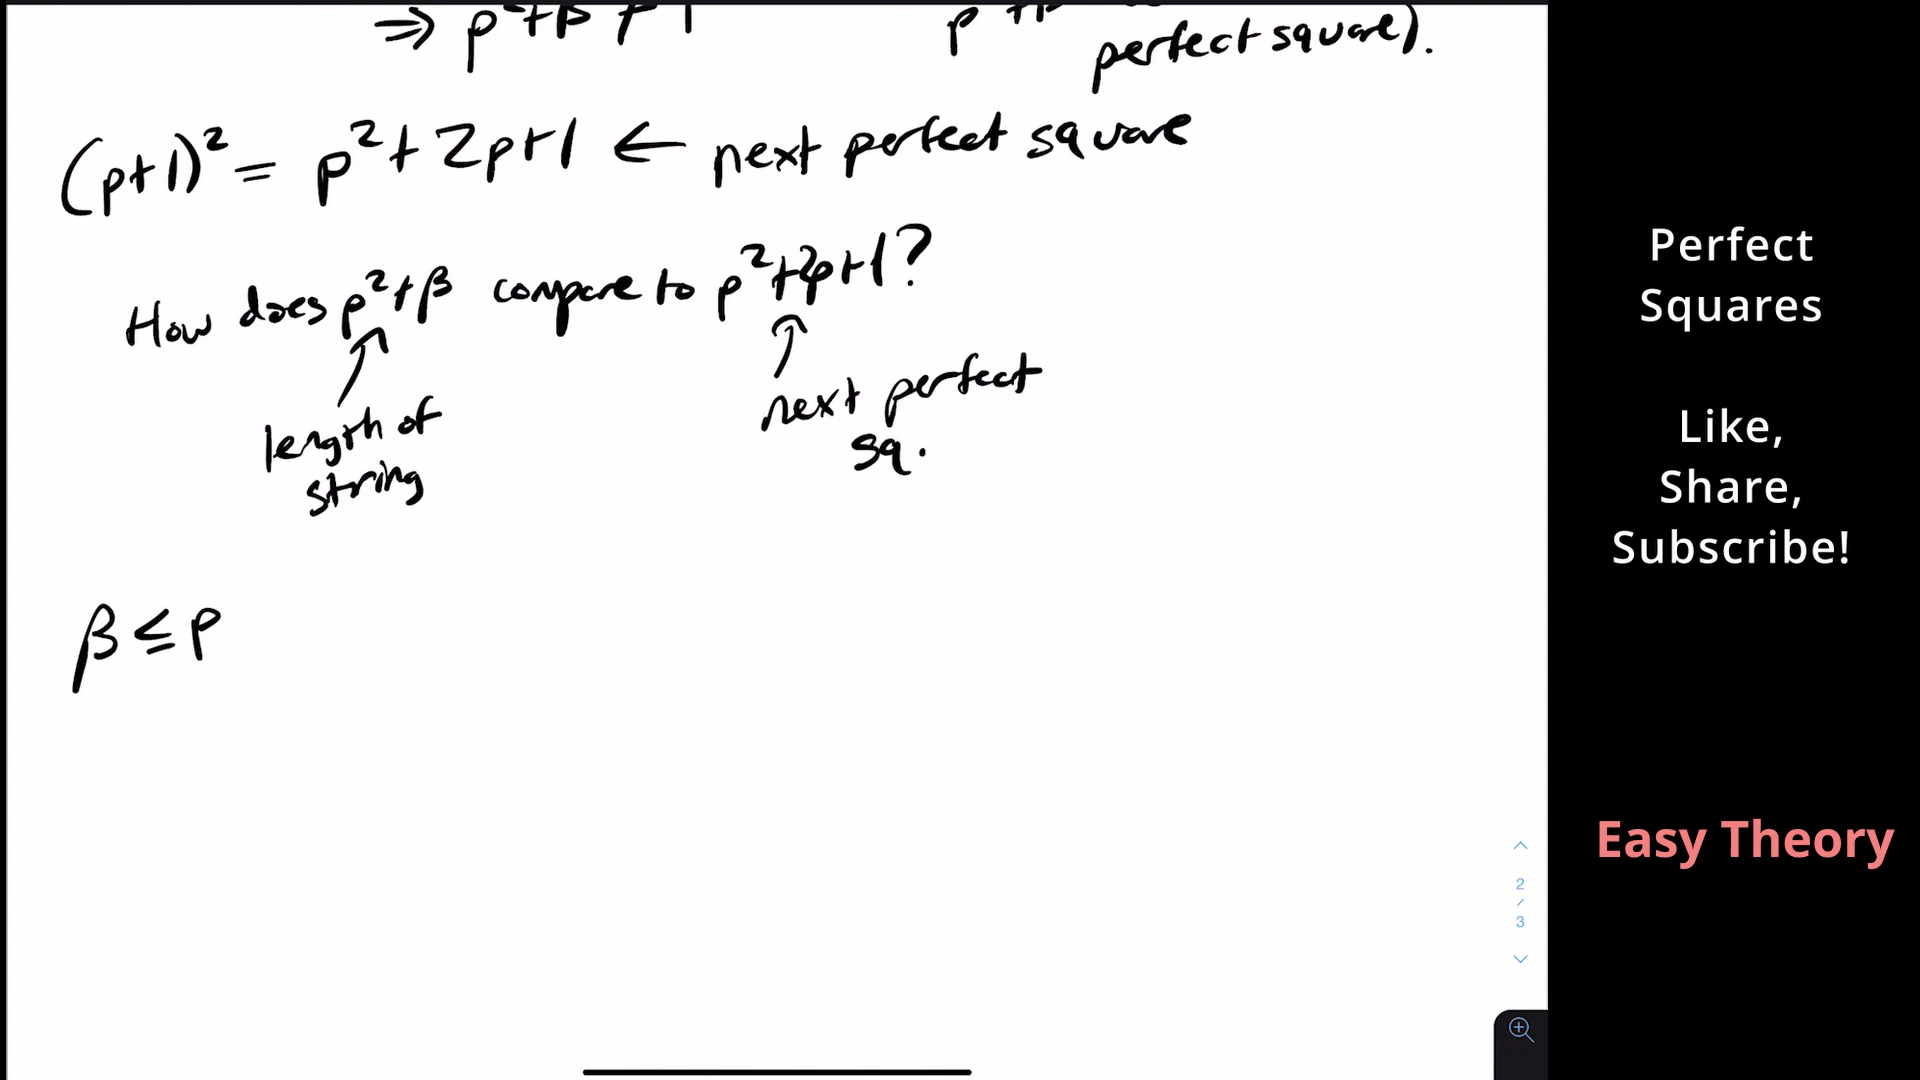 perfect square).
(p+1)² = p² + 2p+1 ← next perfect square
How does p²+β compare to p²+2p+1?
length of
string
next perfect
sq.
β ≤ p
Perfect
Squares
Like,
Share,
Subscribe!
Easy Theory
2
/
3